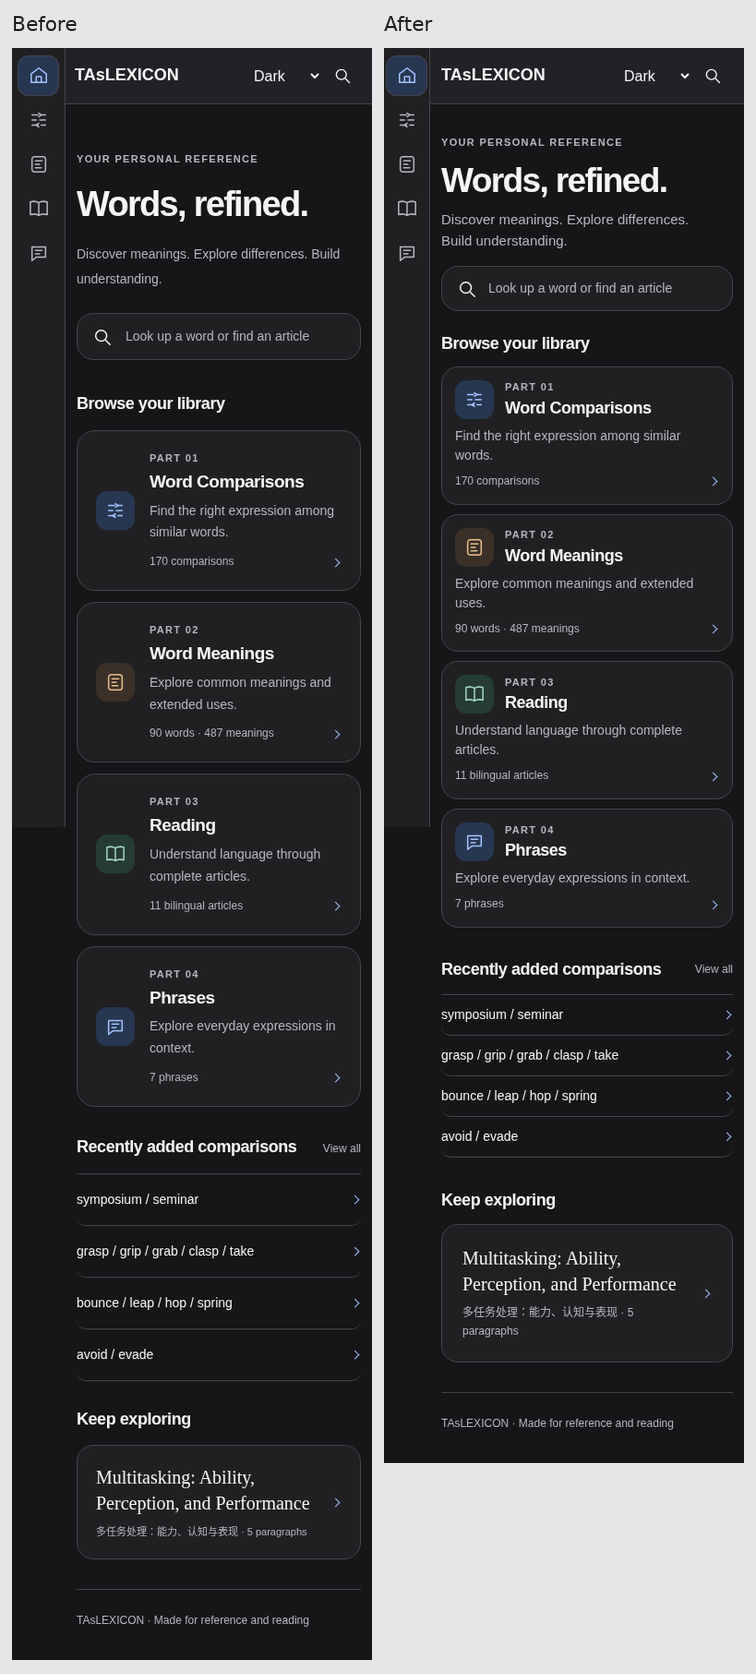 Before
TAsLEXICON
Dark
YOUR PERSONAL REFERENCE
Words, refined.
Discover meanings. Explore differences. Build
understanding.
Look up a word or find an article
Browse your library
PART 01
Word Comparisons
Find the right expression among
similar words.
170 comparisons
PART 02
Word Meanings
Explore common meanings and
extended uses.
90 words · 487 meanings
PART 03
Reading
Understand language through
complete articles.
11 bilingual articles
PART 04
Phrases
Explore everyday expressions in
context.
7 phrases
Recently added comparisons
View all
symposium / seminar
grasp / grip / grab / clasp / take
bounce / leap / hop / spring
avoid / evade
Keep exploring
Multitasking: Ability,
Perception, and Performance
多任务处理：能力、认知与表现 · 5 paragraphs
TAsLEXICON · Made for reference and reading
After
TAsLEXICON
Dark
YOUR PERSONAL REFERENCE
Words, refined.
Discover meanings. Explore differences.
Build understanding.
Look up a word or find an article
Browse your library
PART 01
Word Comparisons
Find the right expression among similar
words.
170 comparisons
PART 02
Word Meanings
Explore common meanings and extended
uses.
90 words · 487 meanings
PART 03
Reading
Understand language through complete
articles.
11 bilingual articles
PART 04
Phrases
Explore everyday expressions in context.
7 phrases
Recently added comparisons
View all
symposium / seminar
grasp / grip / grab / clasp / take
bounce / leap / hop / spring
avoid / evade
Keep exploring
Multitasking: Ability,
Perception, and Performance
多任务处理：能力、认知与表现 · 5
paragraphs
TAsLEXICON · Made for reference and reading